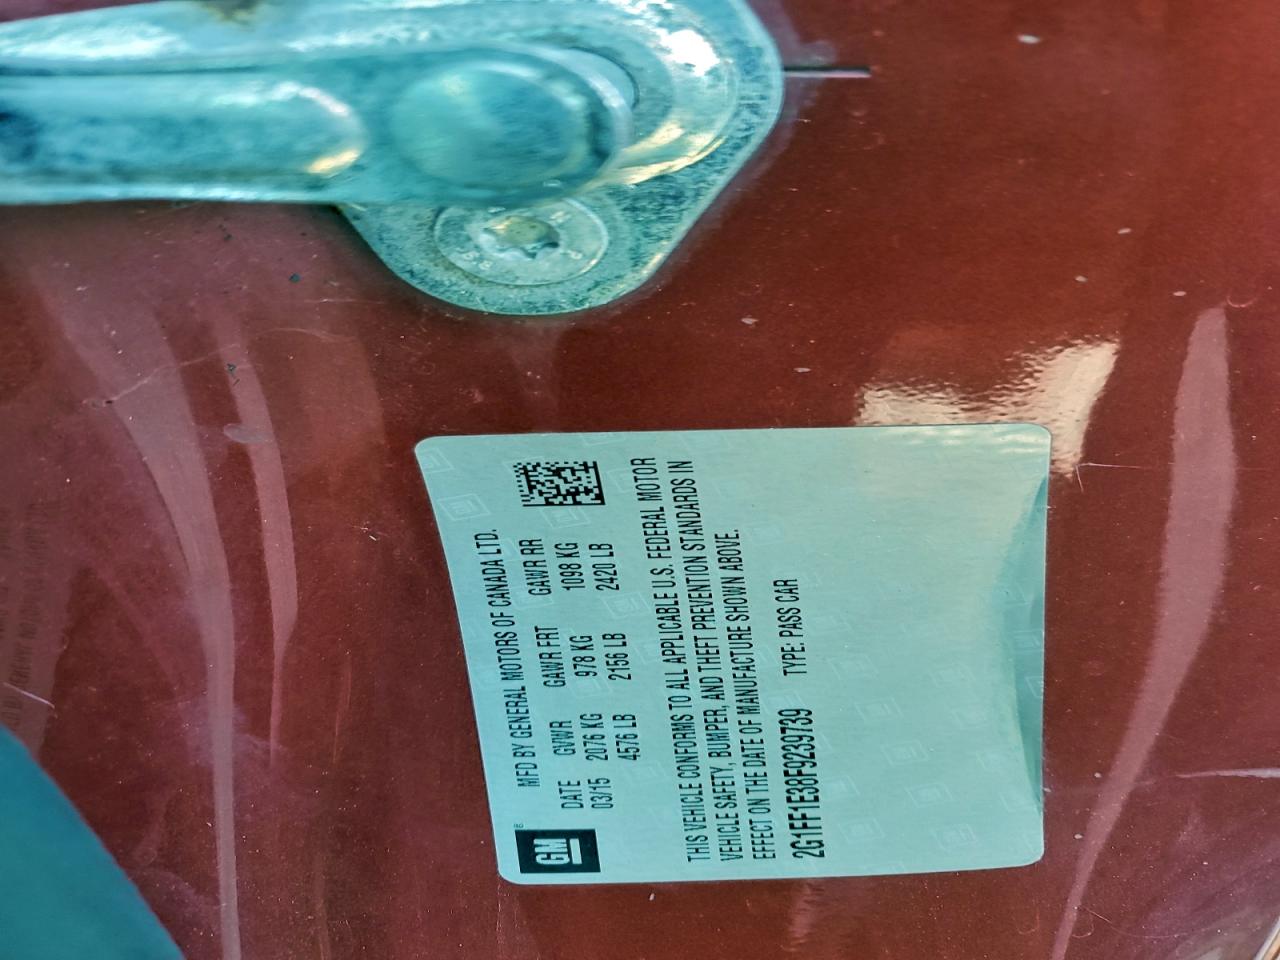 GM ®
MFD BY GENERAL MOTORS OF CANADA LTD.
DATE GVWR GAWR FRT GAWR RR
03/15 2076 KG 978 KG 1098 KG
4576 LB 2156 LB 2420 LB
THIS VEHICLE CONFORMS TO ALL APPLICABLE U.S. FEDERAL MOTOR
VEHICLE SAFETY, BUMPER, AND THEFT PREVENTION STANDARDS IN
EFFECT ON THE DATE OF MANUFACTURE SHOWN ABOVE.
2G1FF1E38F9239739 TYPE: PASS CAR